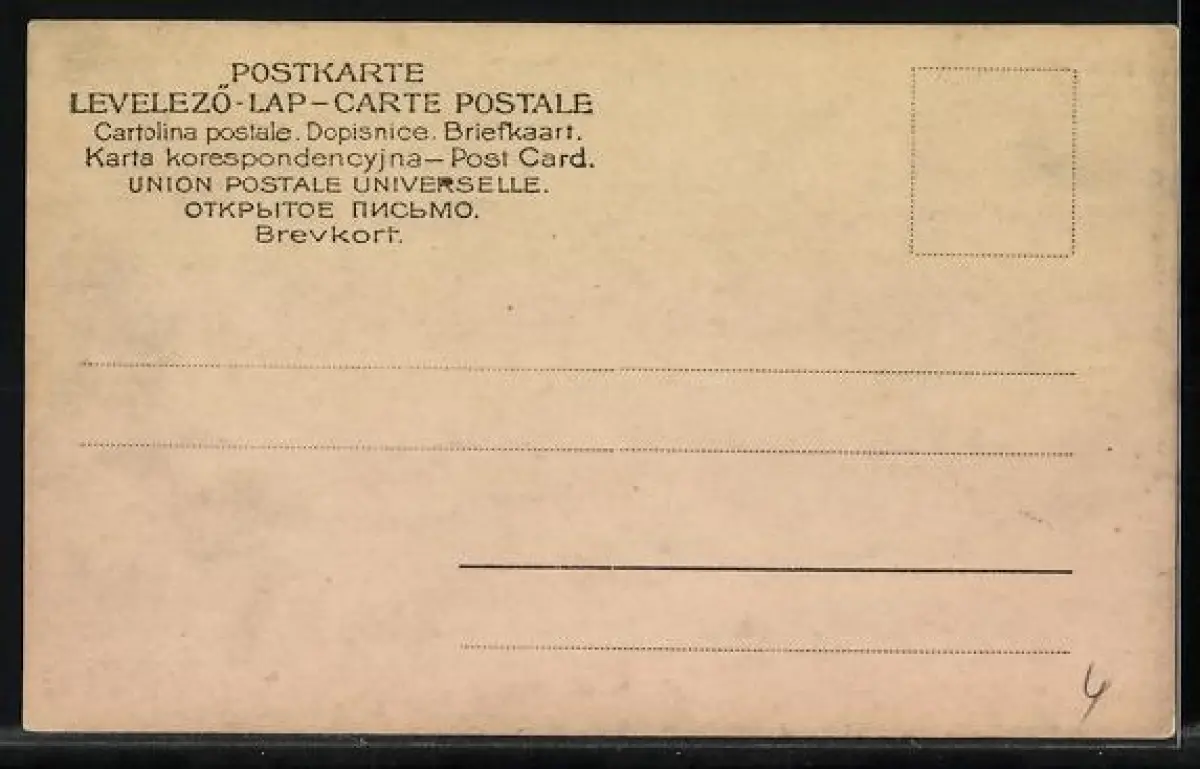 POSTKARTE
LEVELEZŐ-LAP–CARTE POSTALE
Cartolina postale. Dopisnice. Briefkaart.
Karta korespondencyjna–Post Card.
UNION POSTALE UNIVERSELLE.
ОТКРЫТОЕ ПИСЬМО.
Brevkort.
4